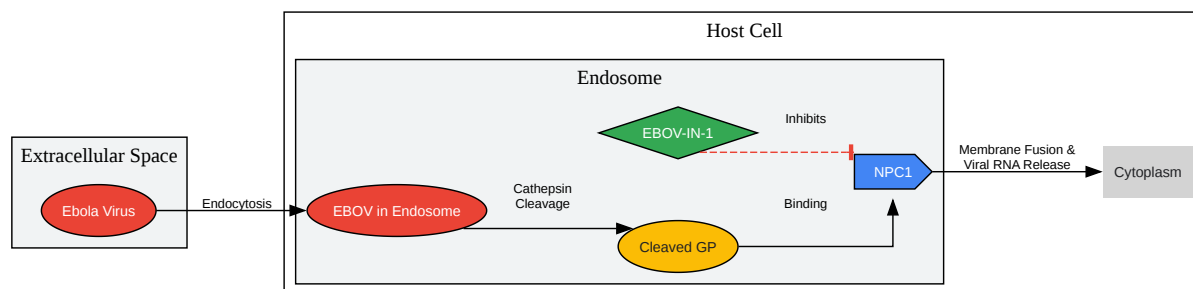 Host Cell
Endosome
EBOV-IN-1
Inhibits
Extracellular Space
Membrane Fusion &
Viral RNA Release
NPC1
Cytoplasm
Ebola Virus
Endocytosis
EBOV in Endosome
Cathepsin
Cleavage
Binding
Cleaved GP